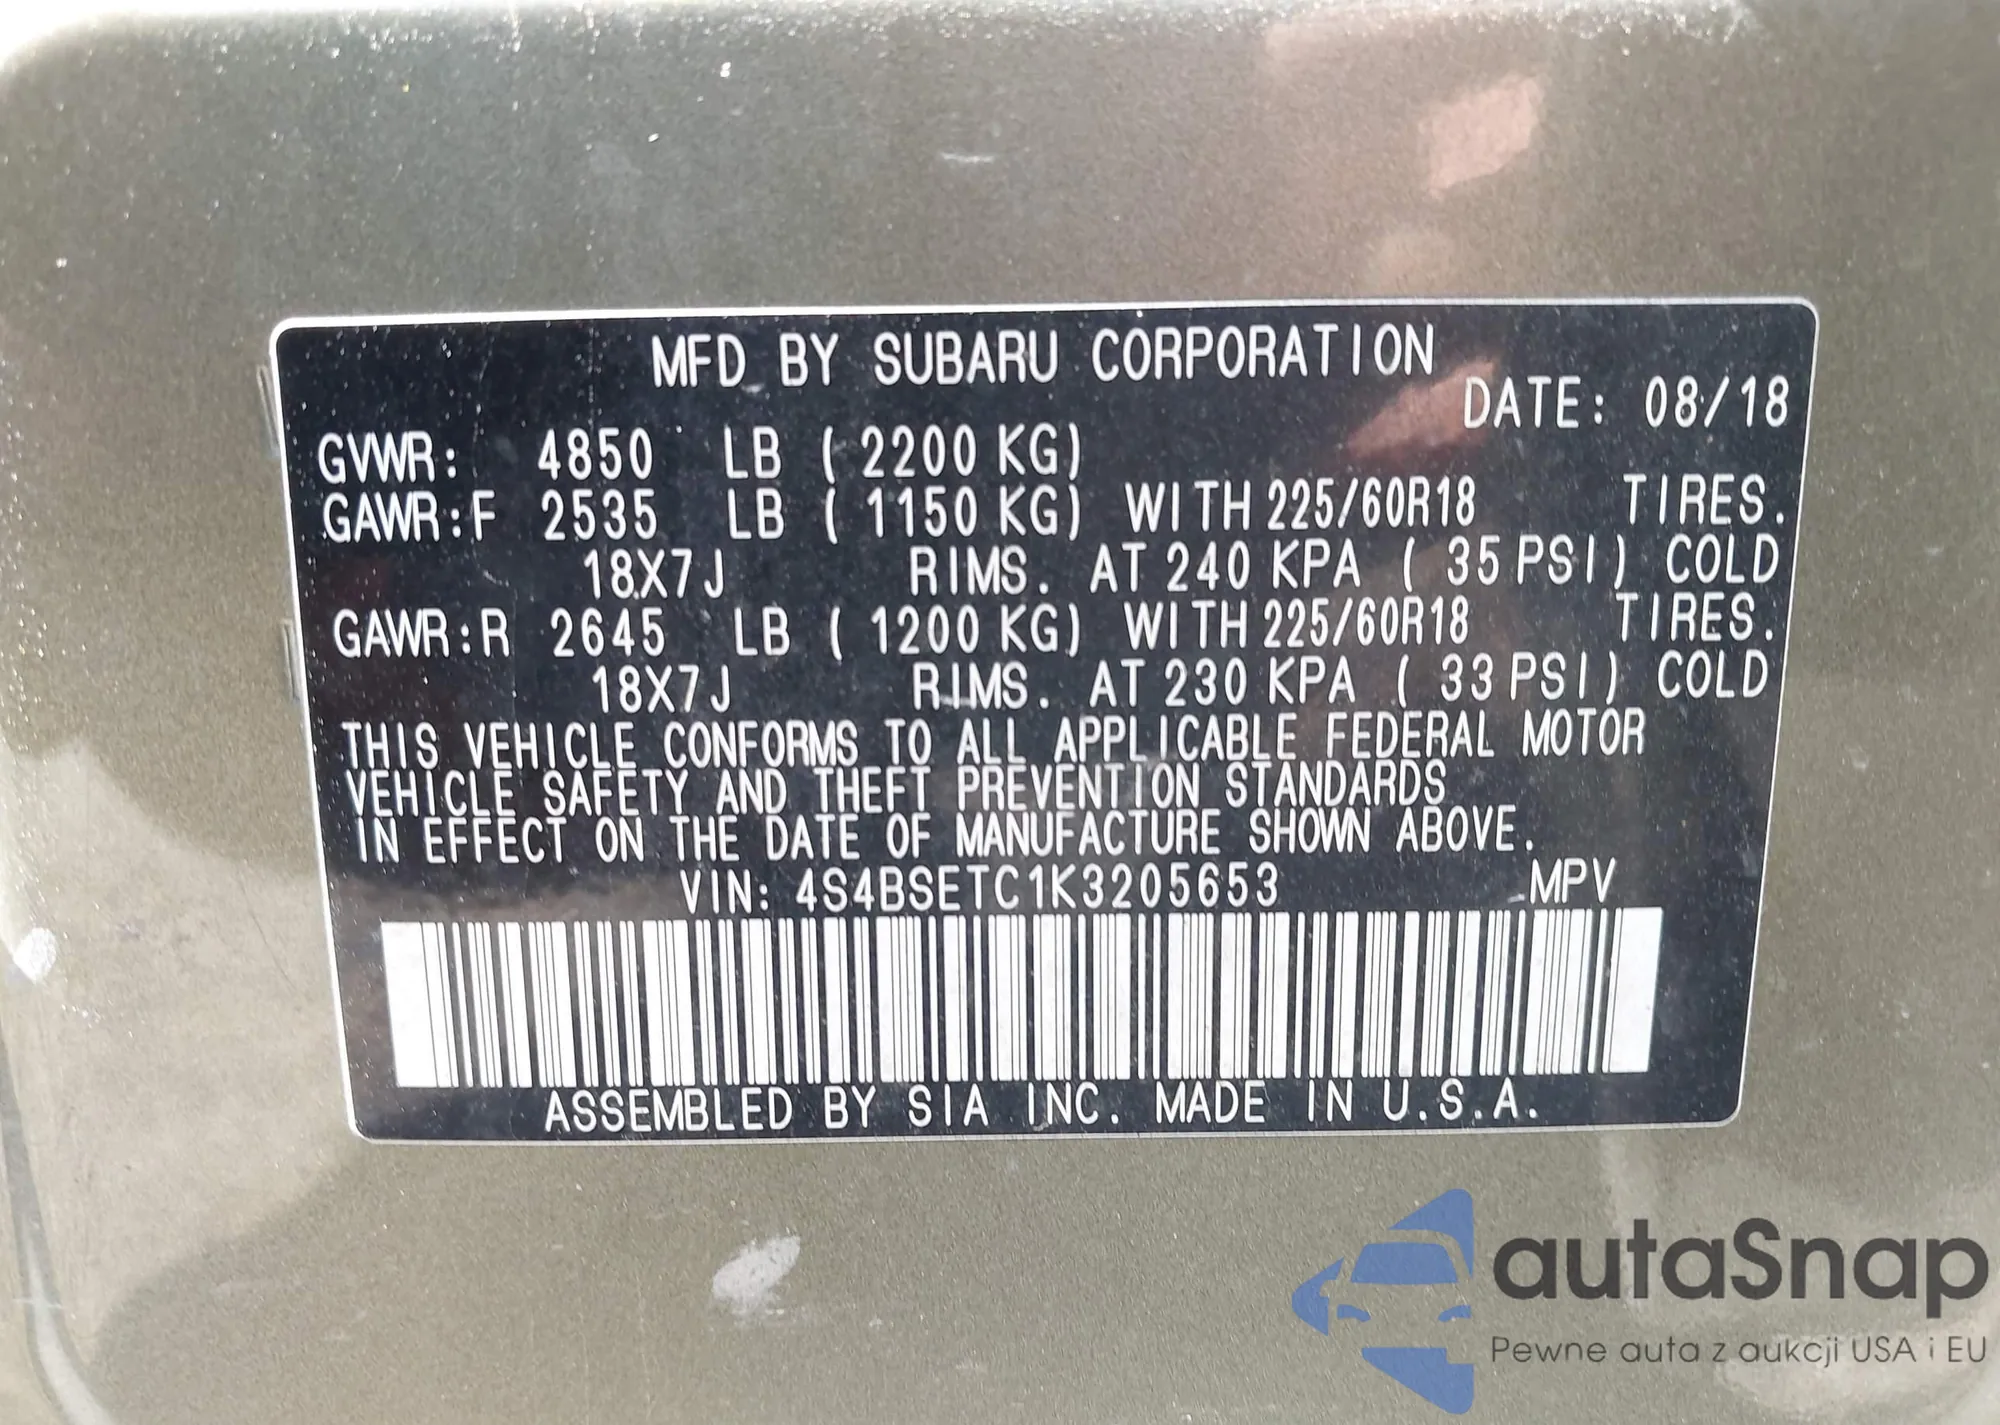 MFD BY SUBARU CORPORATION
DATE: 08/18
GVWR: 4850 LB ( 2200 KG)
GAWR:F 2535 LB ( 1150 KG) WITH 225/60R18 TIRES.
18X7J RIMS. AT 240 KPA ( 35 PSI) COLD
GAWR:R 2645 LB ( 1200 KG) WITH 225/60R18 TIRES.
18X7J RIMS. AT 230 KPA ( 33 PSI) COLD
THIS VEHICLE CONFORMS TO ALL APPLICABLE FEDERAL MOTOR
VEHICLE SAFETY AND THEFT PREVENTION STANDARDS
IN EFFECT ON THE DATE OF MANUFACTURE SHOWN ABOVE.
VIN: 4S4BSETC1K3205653 MPV
ASSEMBLED BY SIA INC. MADE IN U.S.A.
autaSnap
Pewne auta z aukcji USA i EU